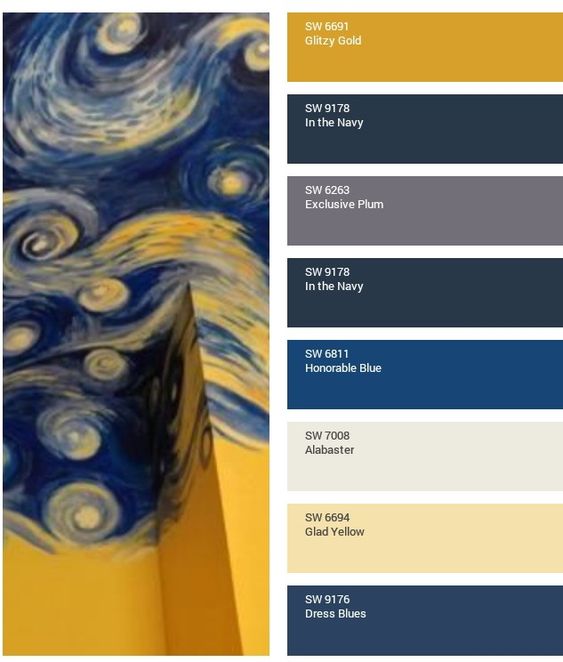 SW 6691
Glitzy Gold
SW 9178
In the Navy
SW 6263
Exclusive Plum
SW 9178
In the Navy
SW 6811
Honorable Blue
SW 7008
Alabaster
SW 6694
Glad Yellow
SW 9176
Dress Blues